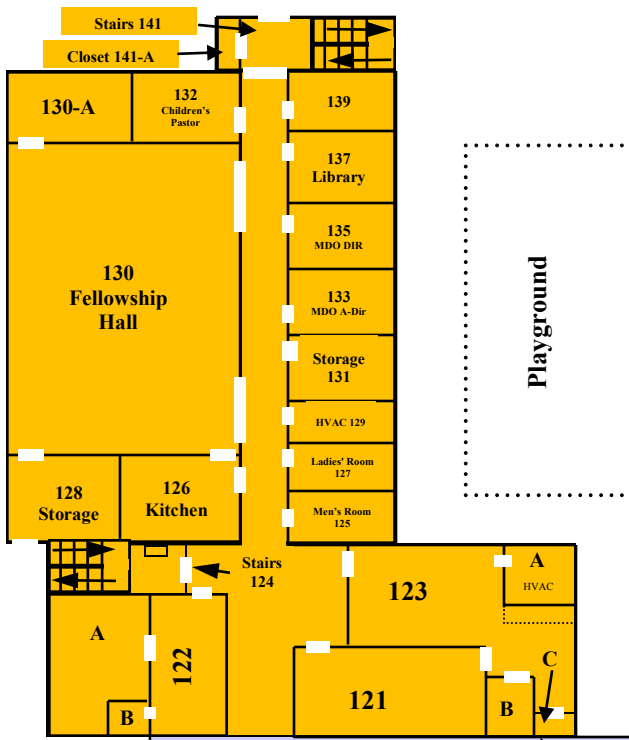 Stairs 141
Closet 141-A
130-A
132
Children's
Pastor
139
137
Library
135
MDO DIR
130
Fellowship
Hall
133
MDO A-Dir
Playground
Storage
131
HVAC 129
Ladies' Room
127
128
Storage
126
Kitchen
Men's Room
125
Stairs
124
A
HVAC
123
A
122
B
121
C
B